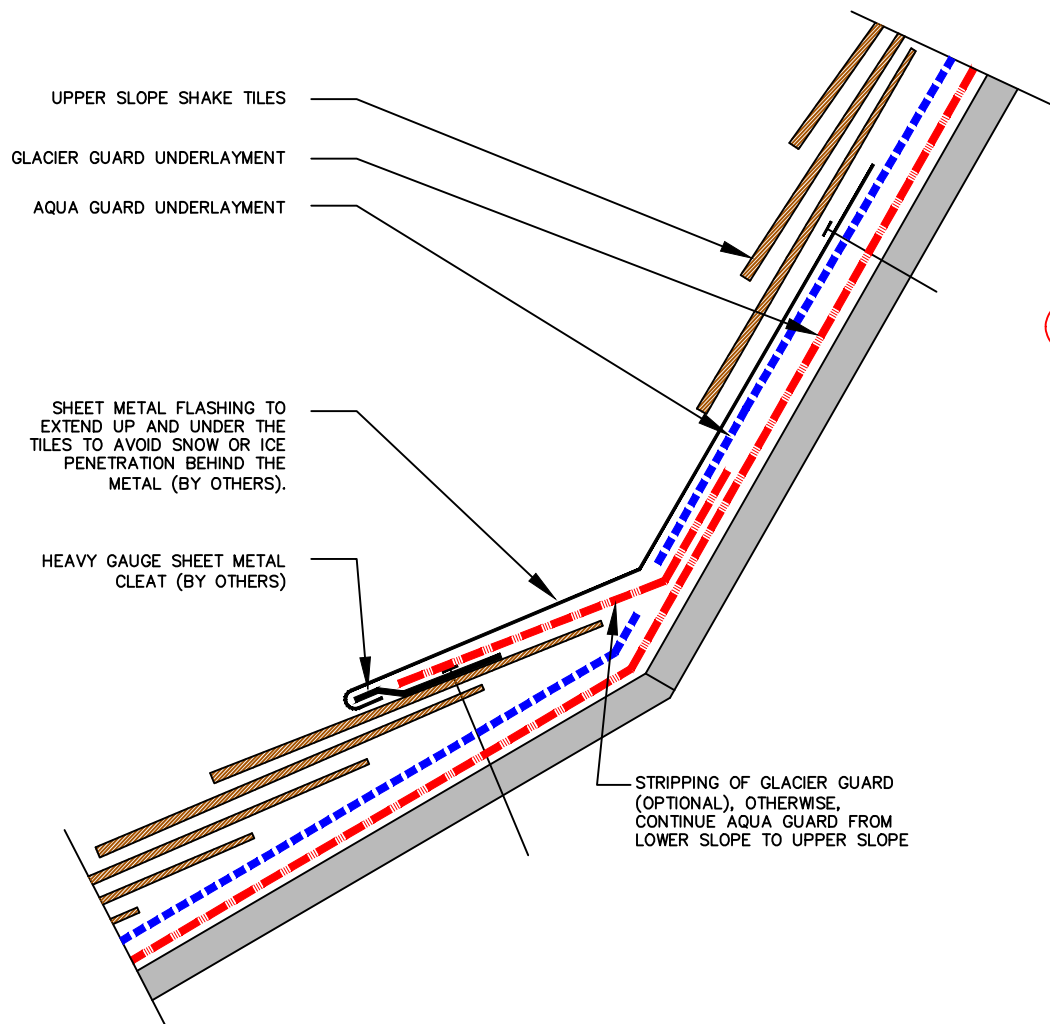 UPPER SLOPE SHAKE TILES
GLACIER GUARD UNDERLAYMENT
AQUA GUARD UNDERLAYMENT
SHEET METAL FLASHING TO
EXTEND UP AND UNDER THE
TILES TO AVOID SNOW OR ICE
PENETRATION BEHIND THE
METAL (BY OTHERS).
HEAVY GAUGE SHEET METAL
CLEAT (BY OTHERS)
STRIPPING OF GLACIER GUARD
(OPTIONAL), OTHERWISE,
CONTINUE AQUA GUARD FROM
LOWER SLOPE TO UPPER SLOPE